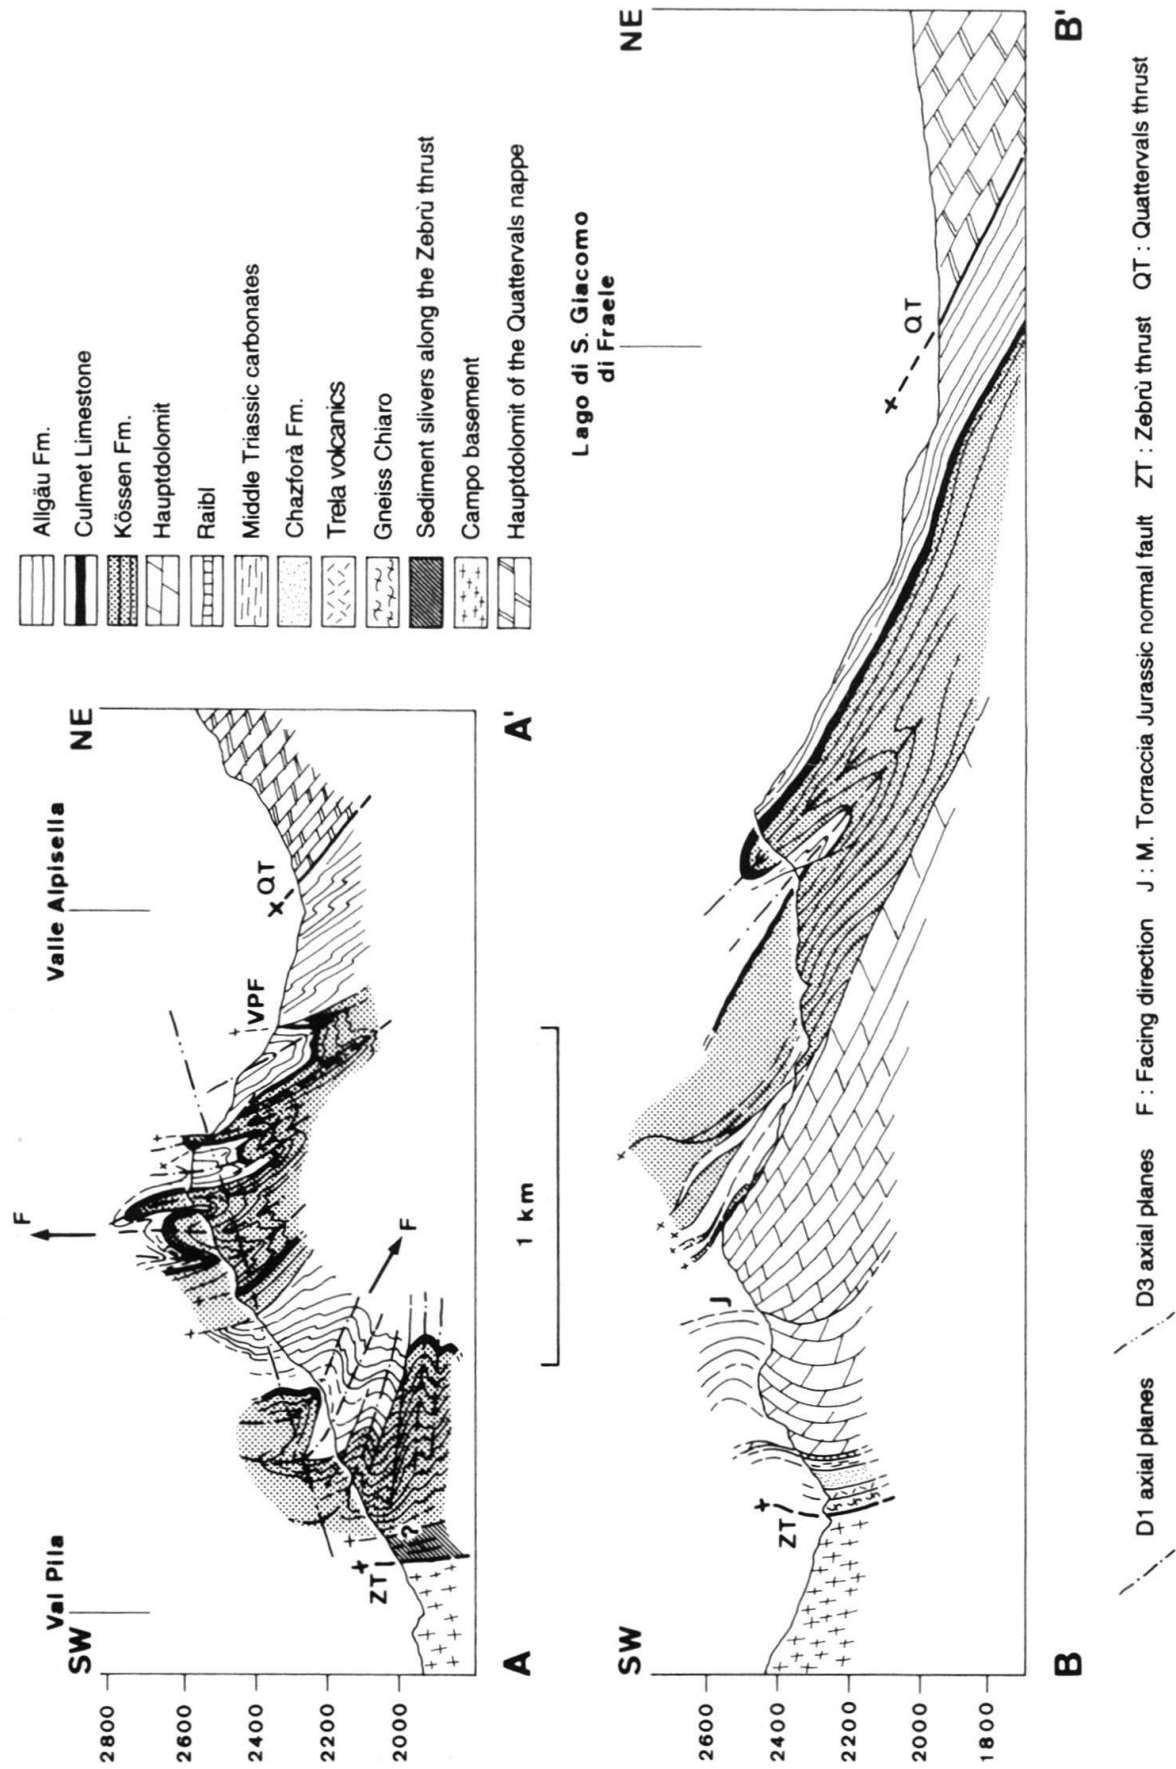 Val Pila
Valle Alpisella
SW
NE
2800
2600
2400
2200
2000
F
F
VPF
QT
ZT
?
A
A'
1 km
Allgäu Fm.
Culmet Limestone
Kössen Fm.
Hauptdolomit
Raibl
Middle Triassic carbonates
Chazforà Fm.
Trela volcanics
Gneiss Chiaro
Sediment slivers along the Zebrù thrust
Campo basement
Hauptdolomit of the Quattervals nappe
Lago di S. Giacomo
di Fraele
SW
NE
2600
2400
2200
2000
1800
ZT
J
QT
B
B'
D1 axial planes D3 axial planes F : Facing direction J : M. Torraccia Jurassic normal fault ZT : Zebrù thrust QT : Quattervals thrust